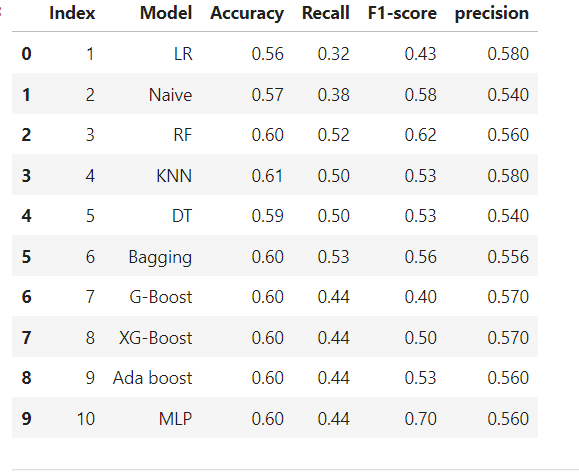 Index Model Accuracy Recall F1-score precision
0 1 LR 0.56 0.32 0.43 0.580
1 2 Naive 0.57 0.38 0.58 0.540
2 3 RF 0.60 0.52 0.62 0.560
3 4 KNN 0.61 0.50 0.53 0.580
4 5 DT 0.59 0.50 0.53 0.540
5 6 Bagging 0.60 0.53 0.56 0.556
6 7 G-Boost 0.60 0.44 0.40 0.570
7 8 XG-Boost 0.60 0.44 0.50 0.570
8 9 Ada boost 0.60 0.44 0.53 0.560
9 10 MLP 0.60 0.44 0.70 0.560